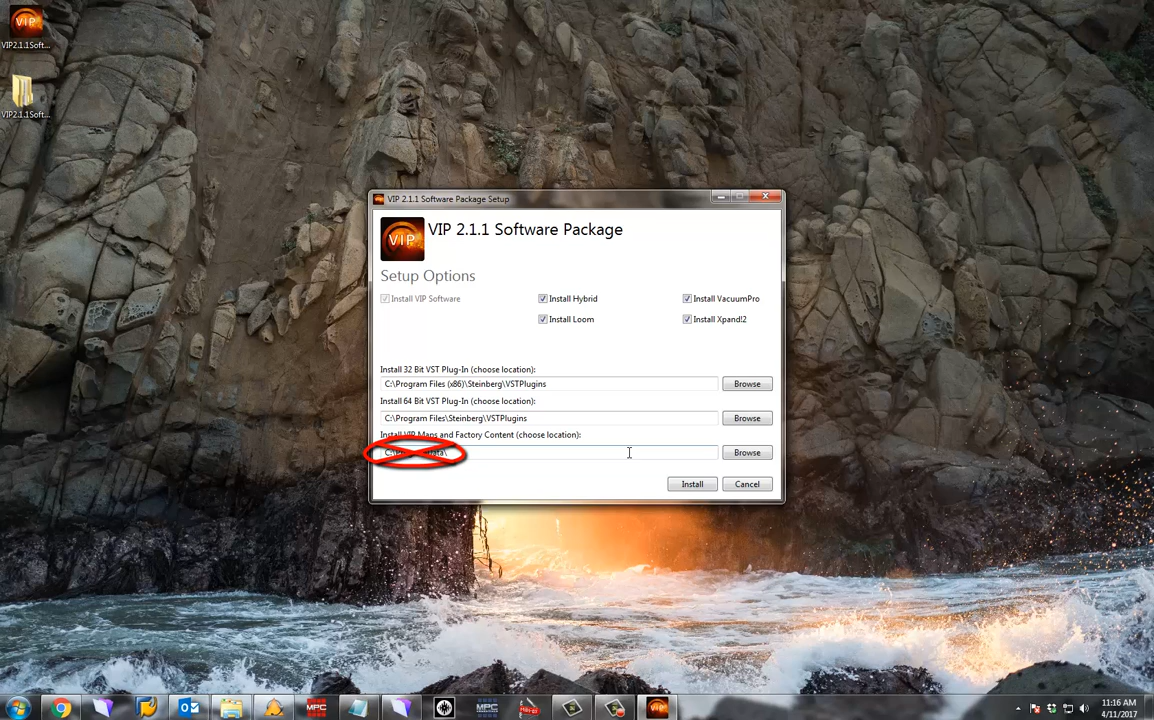 VIP
VIP2.1.1Soft...
VIP2.1.1Soft...
VIP 2.1.1 Software Package Setup
VIP
VIP 2.1.1 Software Package
Setup Options
Install VIP Software
Install Hybrid
Install VacuumPro
Install Loom
Install Xpand!2
Install 32 Bit VST Plug-In (choose location):
C:\Program Files (x86)\Steinberg\VSTPlugins
Browse
Install 64 Bit VST Plug-In (choose location):
C:\Program Files\Steinberg\VSTPlugins
Browse
Install VIP Maps and Factory Content (choose location):
Browse
Install
Cancel
MPC
MPC
VIP
11:16 AM
4/11/2017